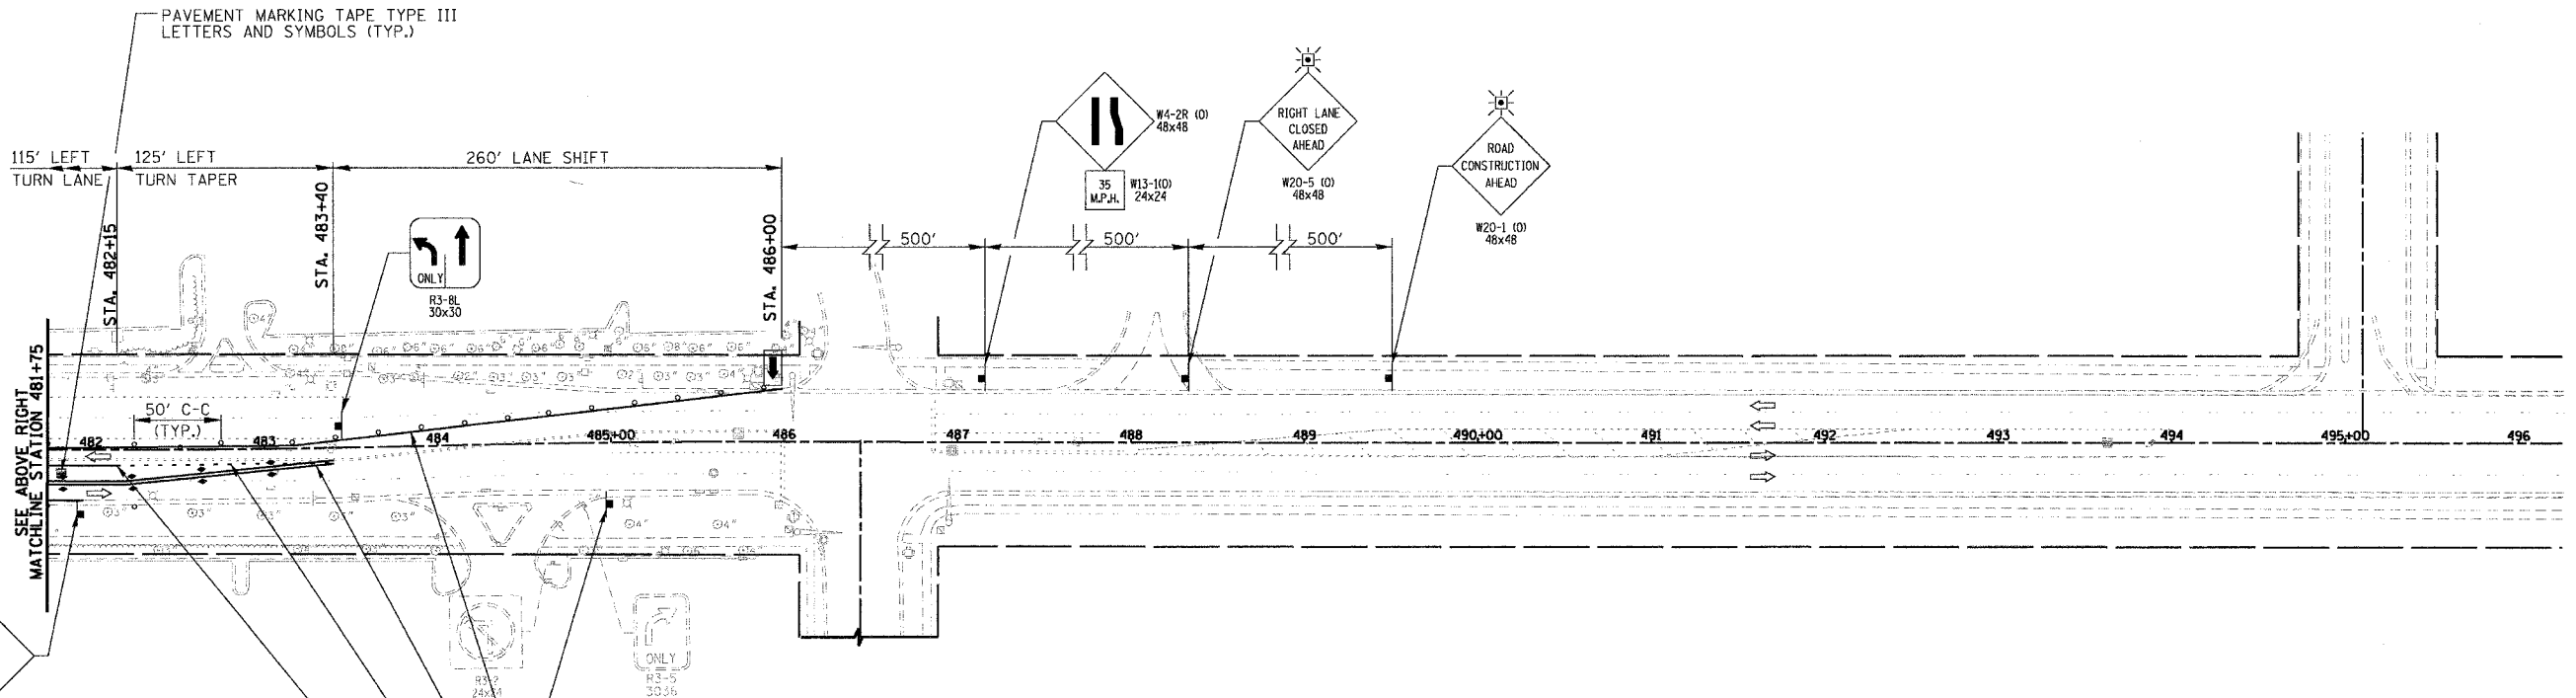 PAVEMENT MARKING TAPE TYPE III
LETTERS AND SYMBOLS (TYP.)
115' LEFT
TURN LANE
125' LEFT
TURN TAPER
260' LANE SHIFT
STA. 482+15
STA. 483+40
STA. 486+00
ONLY
R3-8L
30x30
W4-2R (O)
48x48
35
M.P.H.
W13-1(O)
24x24
RIGHT LANE
CLOSED
AHEAD
W20-5 (O)
48x48
ROAD
CONSTRUCTION
AHEAD
W20-1 (O)
48x48
500'
500'
500'
50' C-C
(TYP.)
SEE ABOVE RIGHT
MATCHLINE STATION 481+75
482
483
484
485+00
486
487
488
489
490+00
491
492
493
494
495+00
496
R3-2
24x24
ONLY
R3-5
3036